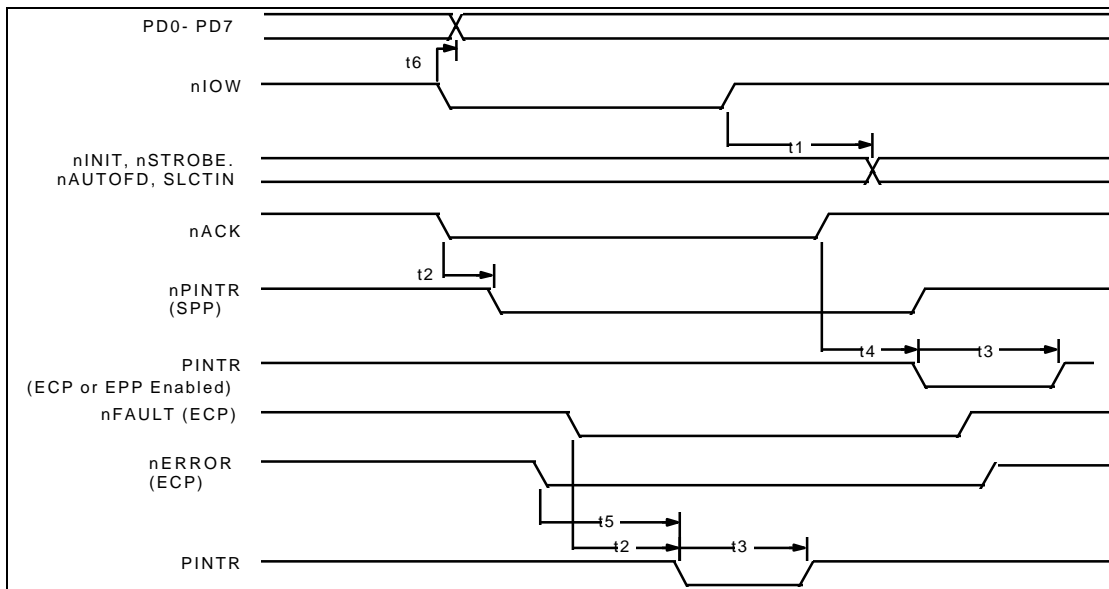 PD0- PD7
t6
nIOW
t1
nINIT, nSTROBE.
nAUTOFD, SLCTIN
nACK
t2
nPINTR
(SPP)
t4
t3
PINTR
(ECP or EPP Enabled)
nFAULT (ECP)
nERROR
(ECP)
t5
t2
t3
PINTR